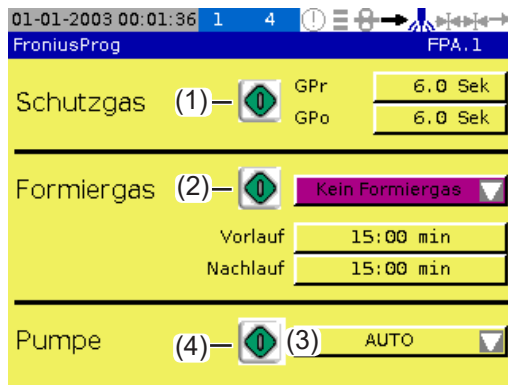 01-01-2003 00:01:36 1 4
FroniusProg FPA.1
GPr 6.0 Sek
Schutzgas (1)
GPo 6.0 Sek
Formiergas (2) Kein Formiergas
Vorlauf 15:00 min
Nachlauf 15:00 min
Pumpe (4) (3) AUTO